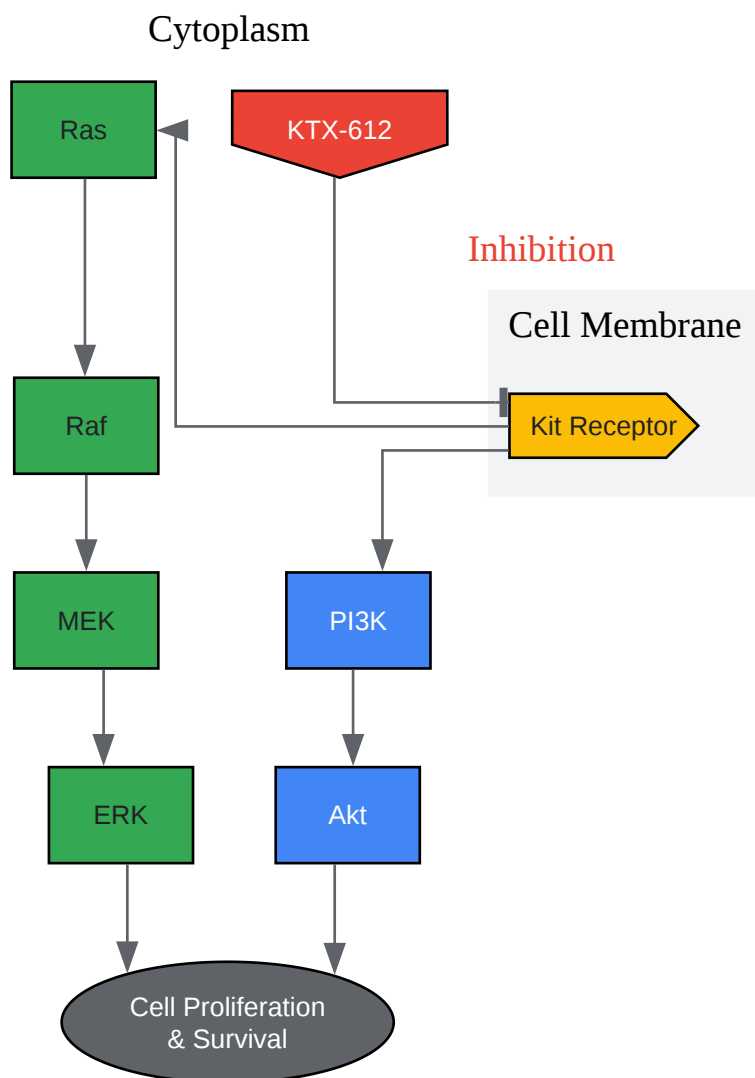 Cytoplasm
Ras
KTX-612
Inhibition
Cell Membrane
Raf
Kit Receptor
MEK
PI3K
ERK
Akt
Cell Proliferation
& Survival